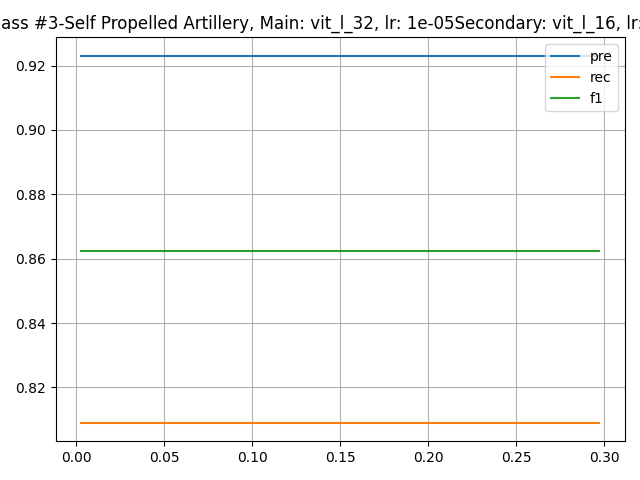 ass #3-Self Propelled Artillery, Main: vit_l_32, lr: 1e-05Secondary: vit_l_16, lr:
pre
rec
f1
0.92
0.90
0.88
0.86
0.84
0.82
0.00 0.05 0.10 0.15 0.20 0.25 0.30